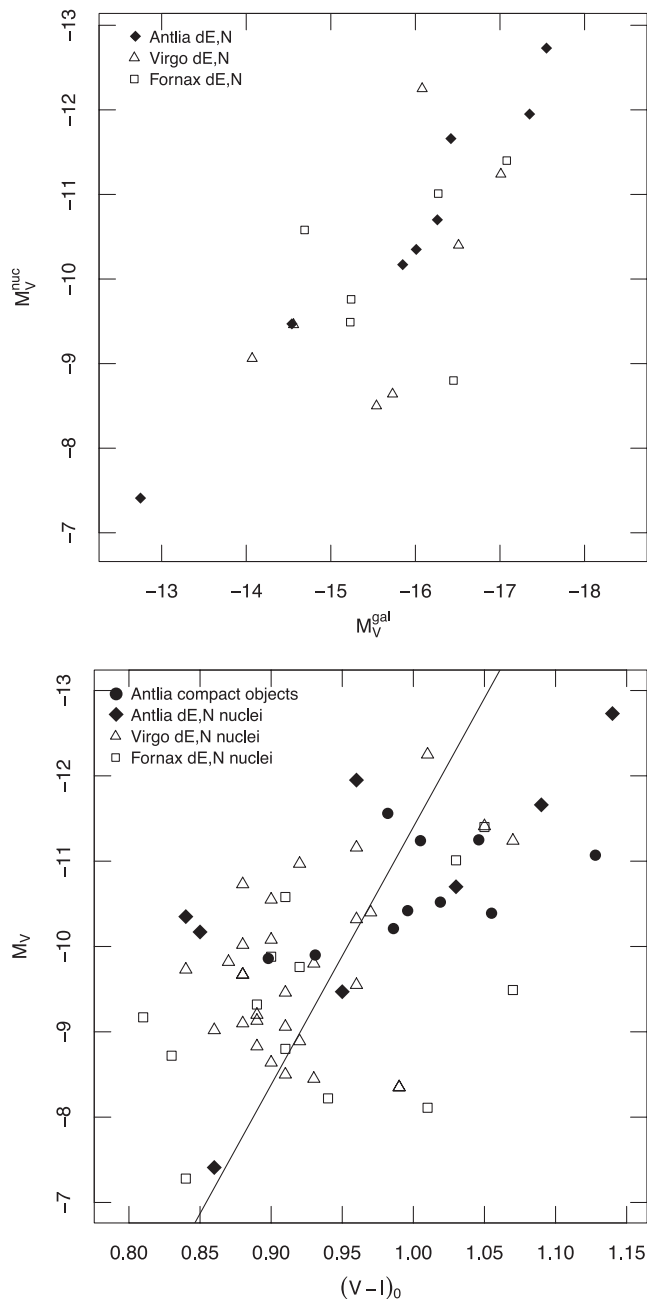 Antlia dE,N
Virgo dE,N
Fornax dE,N
−13
−12
−11
−10
−9
−8
−7
M_V^nuc
−13 −14 −15 −16 −17 −18
M_V^gal
Antlia compact objects
Antlia dE,N nuclei
Virgo dE,N nuclei
Fornax dE,N nuclei
−13
−12
−11
−10
−9
−8
−7
M_V
0.80 0.85 0.90 0.95 1.00 1.05 1.10 1.15
(V−I)_0